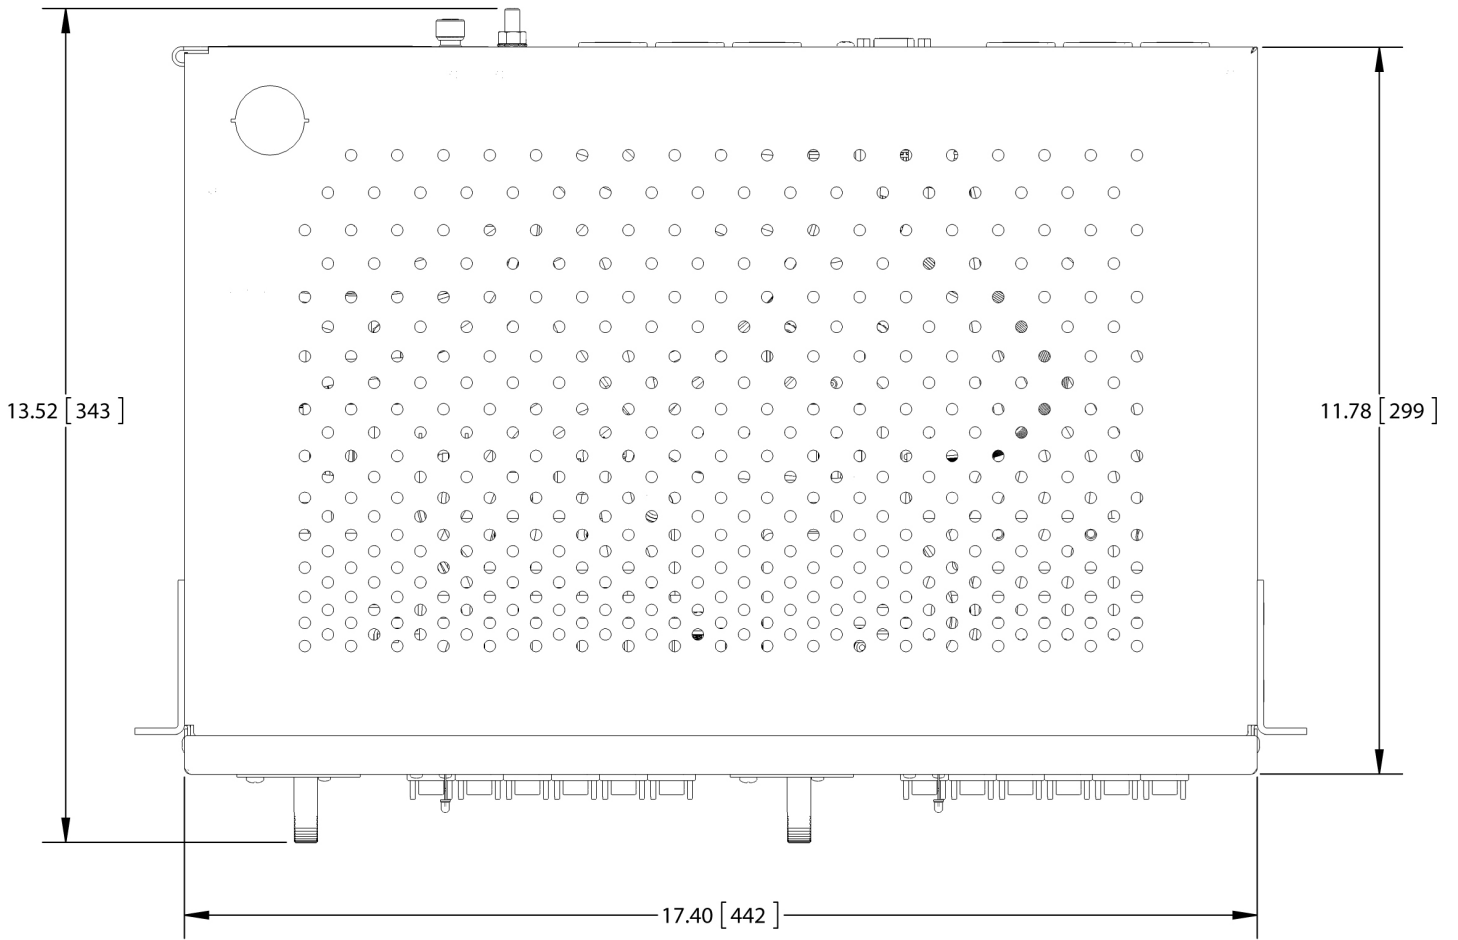 13.52 [ 343 ]
11.78 [ 299 ]
17.40 [ 442 ]